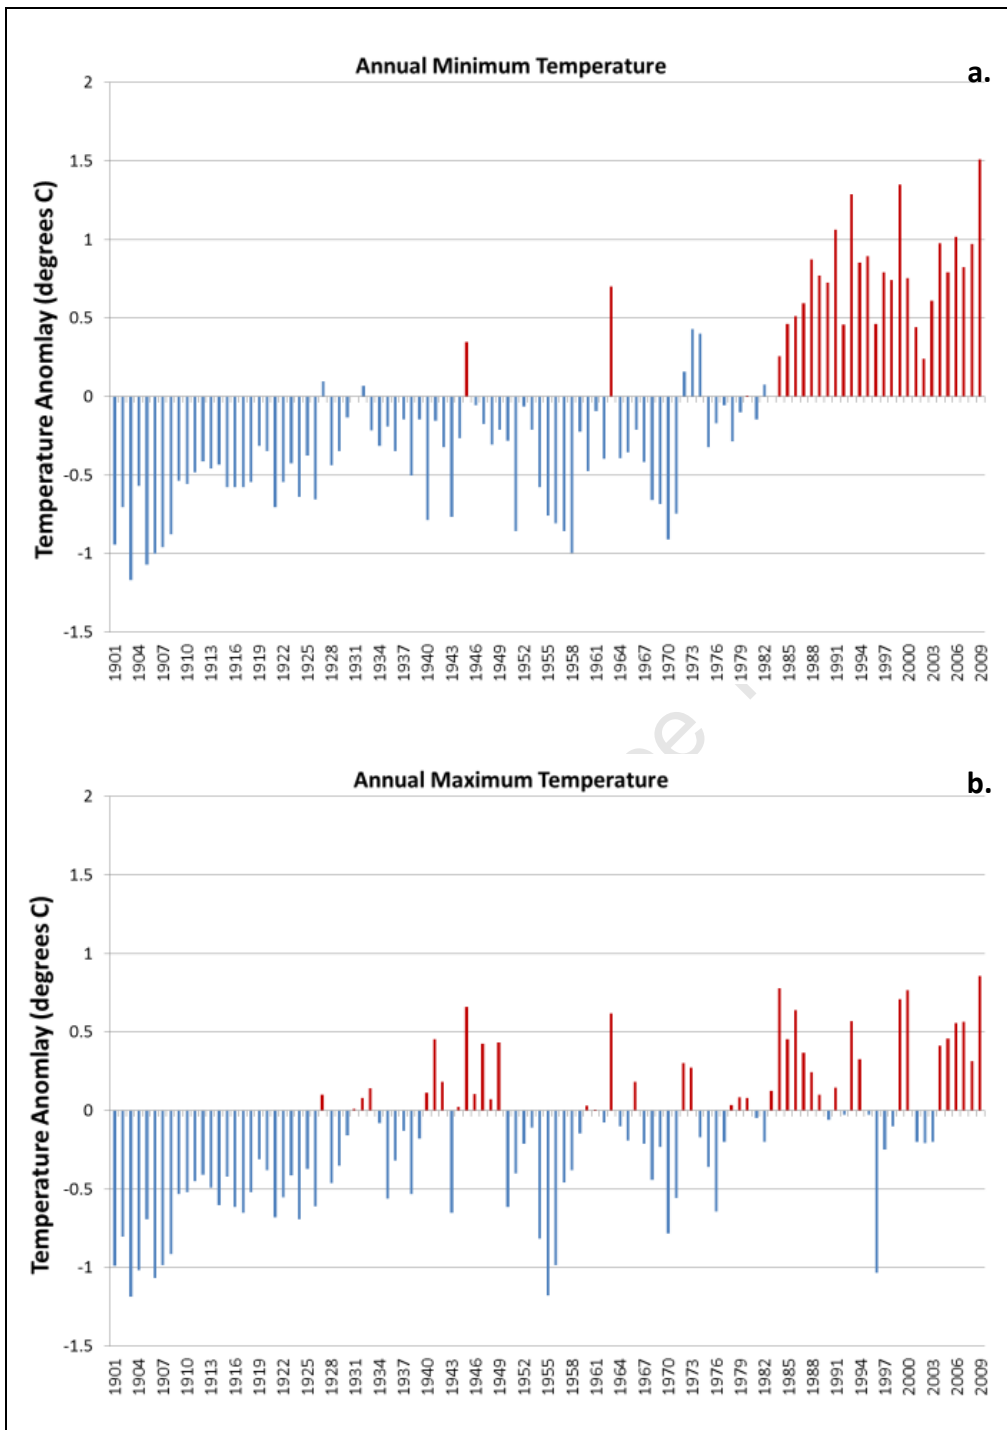 Annual Minimum Temperature
a.
Temperature Anomlay (degrees C)
2
1.5
1
0.5
0
-0.5
-1
-1.5
1901 1904 1907 1910 1913 1916 1919 1922 1925 1928 1931 1934 1937 1940 1943 1946 1949 1952 1955 1958 1961 1964 1967 1970 1973 1976 1979 1982 1985 1988 1991 1994 1997 2000 2003 2006 2009
Annual Maximum Temperature
b.
Temperature Anomlay (degrees C)
2
1.5
1
0.5
0
-0.5
-1
-1.5
1901 1904 1907 1910 1913 1916 1919 1922 1925 1928 1931 1934 1937 1940 1943 1946 1949 1952 1955 1958 1961 1964 1967 1970 1973 1976 1979 1982 1985 1988 1991 1994 1997 2000 2003 2006 2009